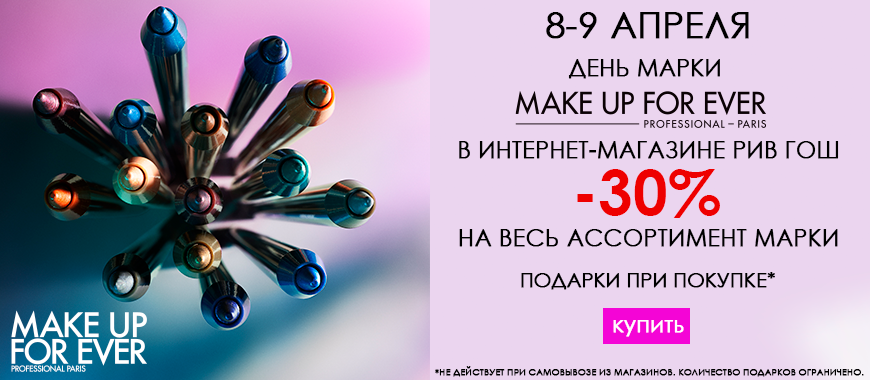 8-9 АПРЕЛЯ
ДЕНЬ МАРКИ
MAKE UP FOR EVER
PROFESSIONAL – PARIS
В ИНТЕРНЕТ-МАГАЗИНЕ РИВ ГОШ
-30%
НА ВЕСЬ АССОРТИМЕНТ МАРКИ
ПОДАРКИ ПРИ ПОКУПКЕ*
КУПИТЬ
*НЕ ДЕЙСТВУЕТ ПРИ САМОВЫВОЗЕ ИЗ МАГАЗИНОВ. КОЛИЧЕСТВО ПОДАРКОВ ОГРАНИЧЕНО.
MAKE UP
FOR EVER
PROFESSIONAL PARIS